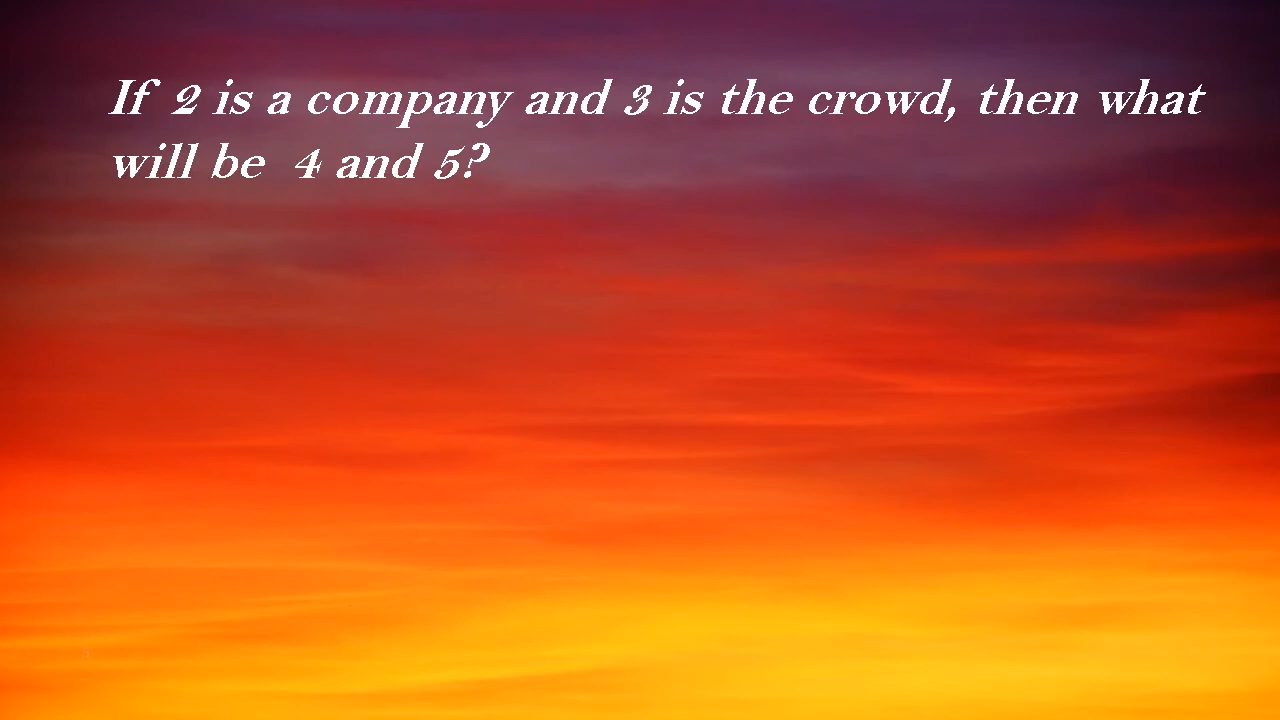 If 2 is a company and 3 is the crowd, then what
will be 4 and 5?